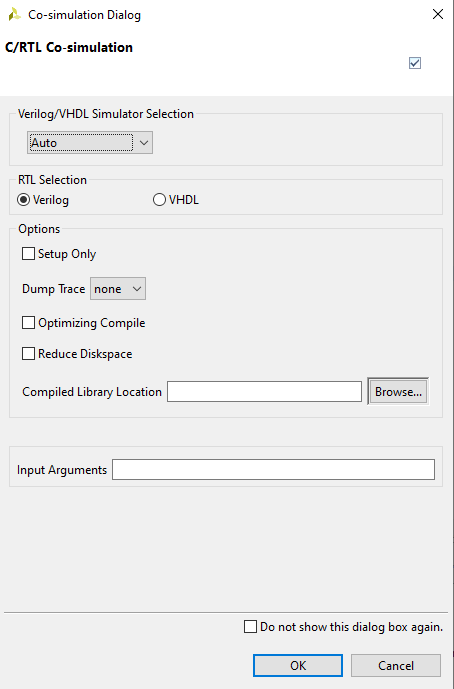 Co-simulation Dialog
C/RTL Co-simulation
Verilog/VHDL Simulator Selection
Auto
RTL Selection
Verilog VHDL
Options
Setup Only
Dump Trace none
Optimizing Compile
Reduce Diskspace
Compiled Library Location Browse...
Input Arguments
Do not show this dialog box again.
OK Cancel